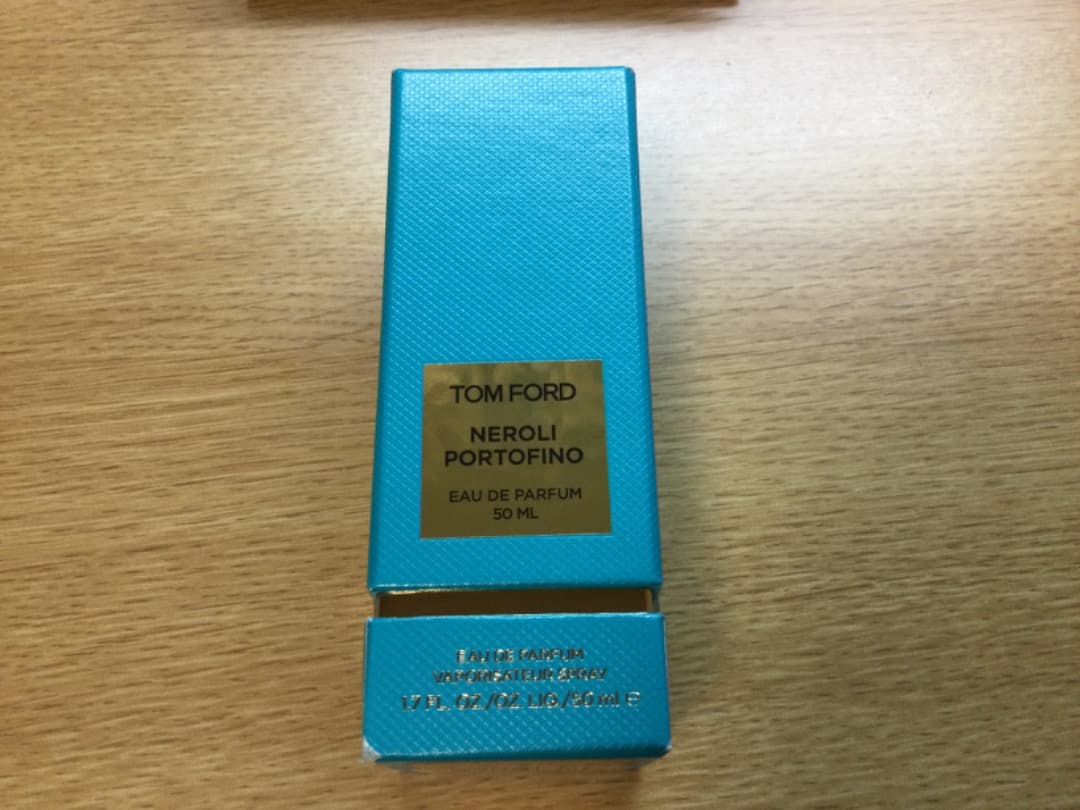 TOM FORD
NEROLI
PORTOFINO
EAU DE PARFUM
50 ML
EAU DE PARFUM
VAPORISATEUR SPRAY
1.7 FL. OZ./OZ. LIQ./50 ml e